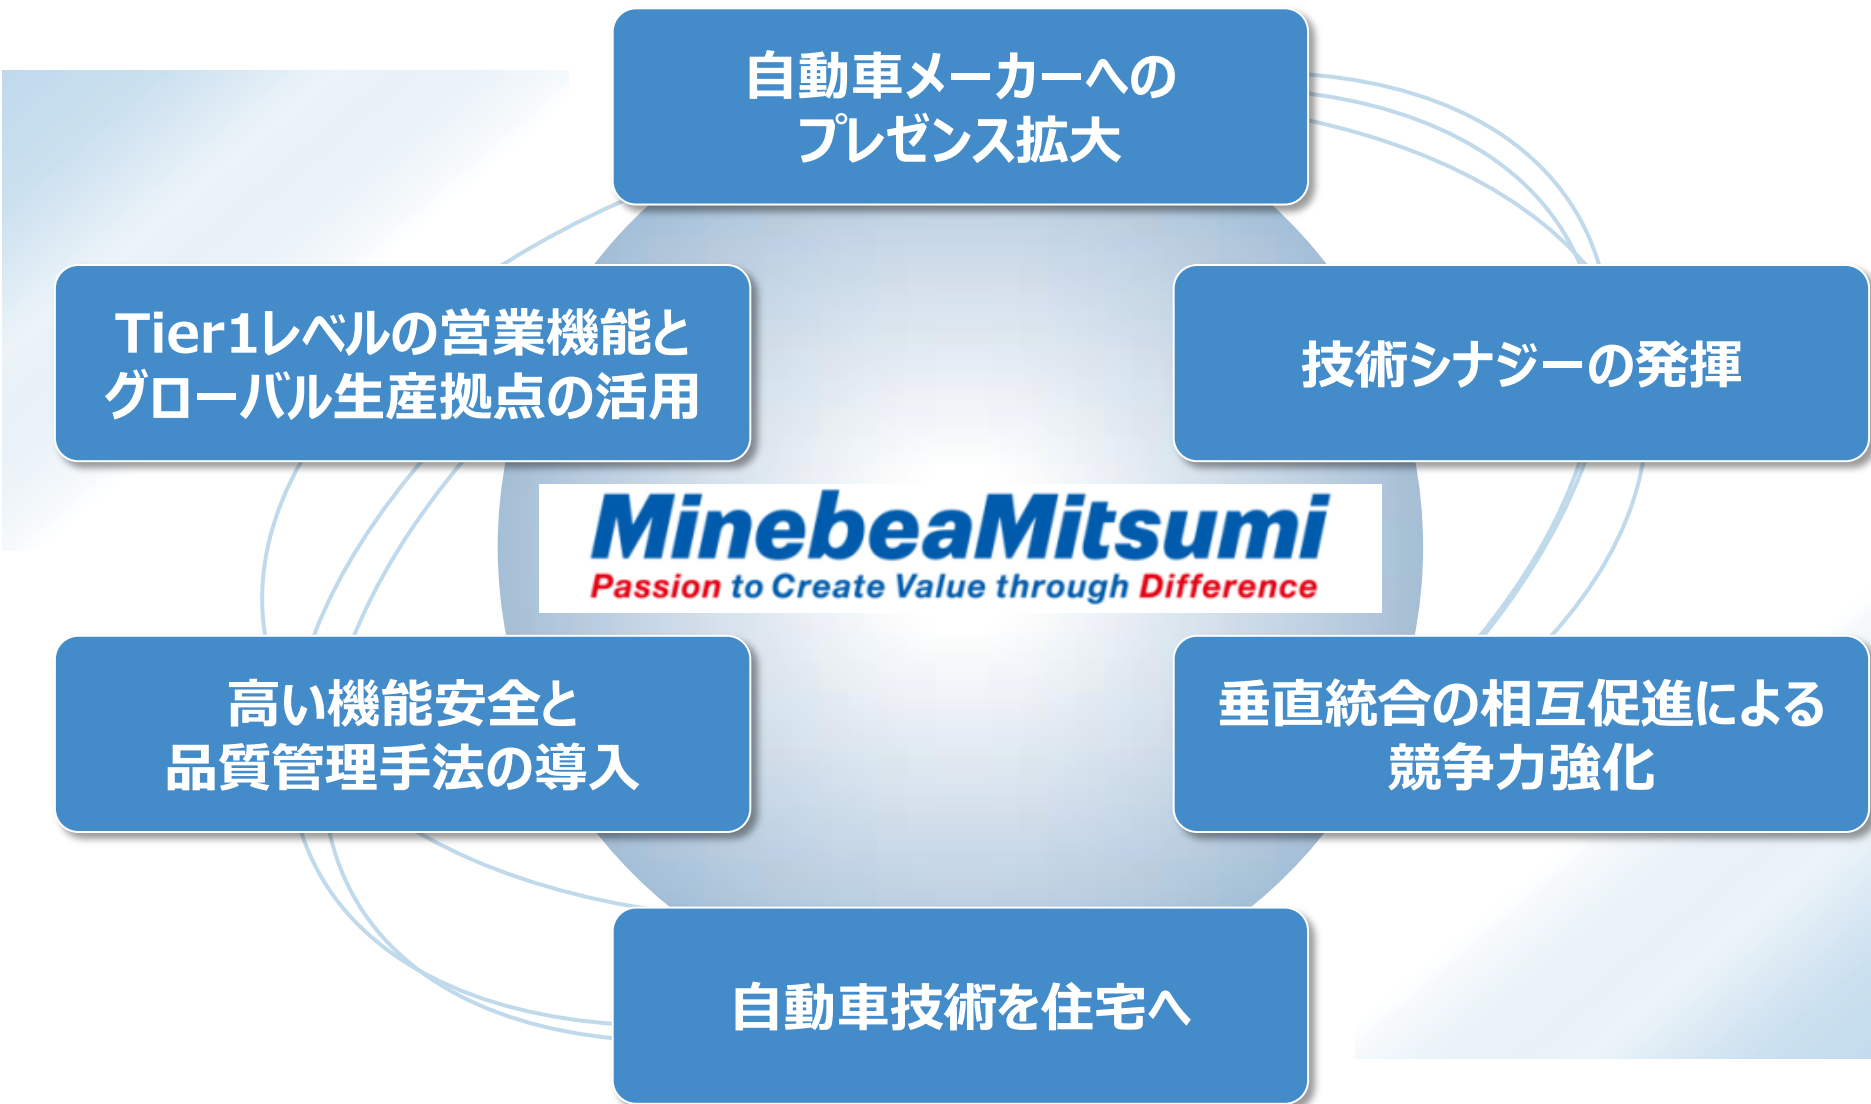 自動車メーカーへの
プレゼンス拡大
Tier1レベルの営業機能と
グローバル生産拠点の活用
技術シナジーの発揮
MinebeaMitsumi
Passion to Create Value through Difference
高い機能安全と
品質管理手法の導入
垂直統合の相互促進による
競争力強化
自動車技術を住宅へ